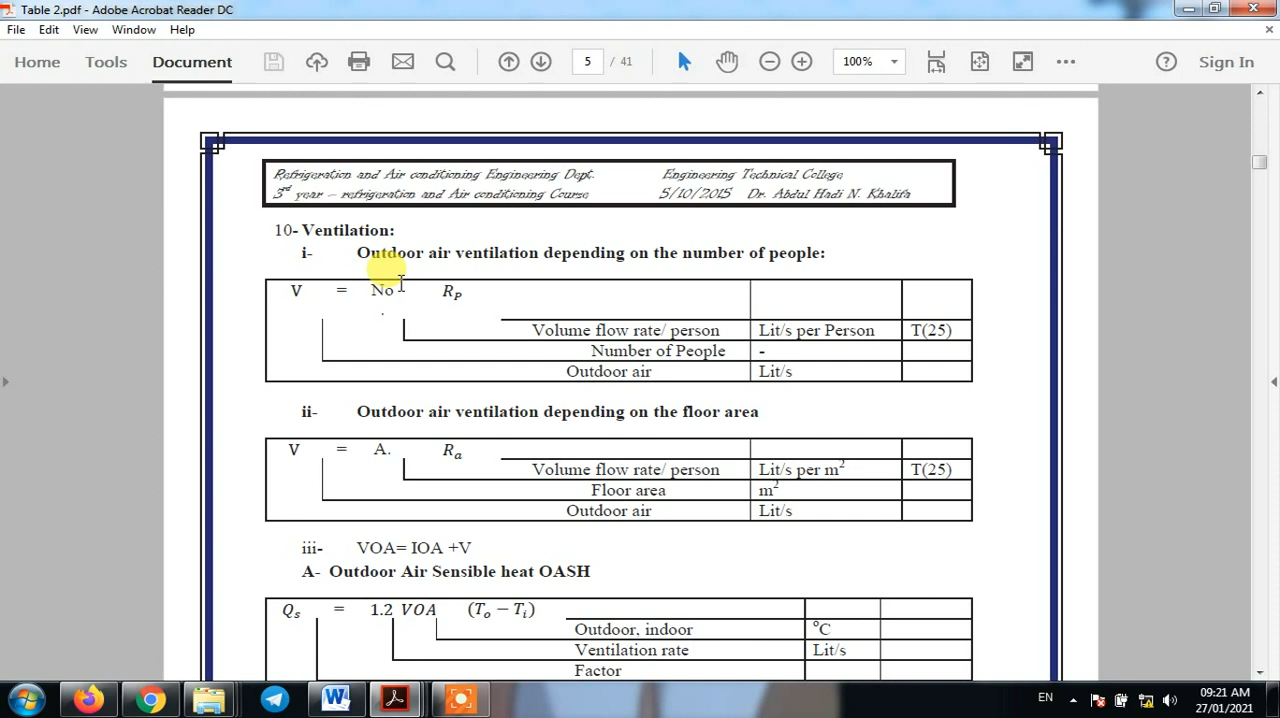 Table 2.pdf - Adobe Acrobat Reader DC
File Edit View Window Help
Home Tools Document 5 / 41 100% Sign In
Refrigeration and Air conditioning Engineering Dept. Engineering Technical College
3rd year – refrigeration and Air conditioning Course 5/10/2015 Dr. Abdul Hadi N. Khalifa
10- Ventilation:
i- Outdoor air ventilation depending on the number of people:
V = No. R_P
Volume flow rate/ person Lit/s per Person T(25)
Number of People -
Outdoor air Lit/s
ii- Outdoor air ventilation depending on the floor area
V = A. R_a
Volume flow rate/ person Lit/s per m² T(25)
Floor area m²
Outdoor air Lit/s
iii- VOA= IOA +V
A- Outdoor Air Sensible heat OASH
Q_s = 1.2 VOA (T_o − T_i)
Outdoor, indoor °C
Ventilation rate Lit/s
Factor
EN 09:21 AM
27/01/2021